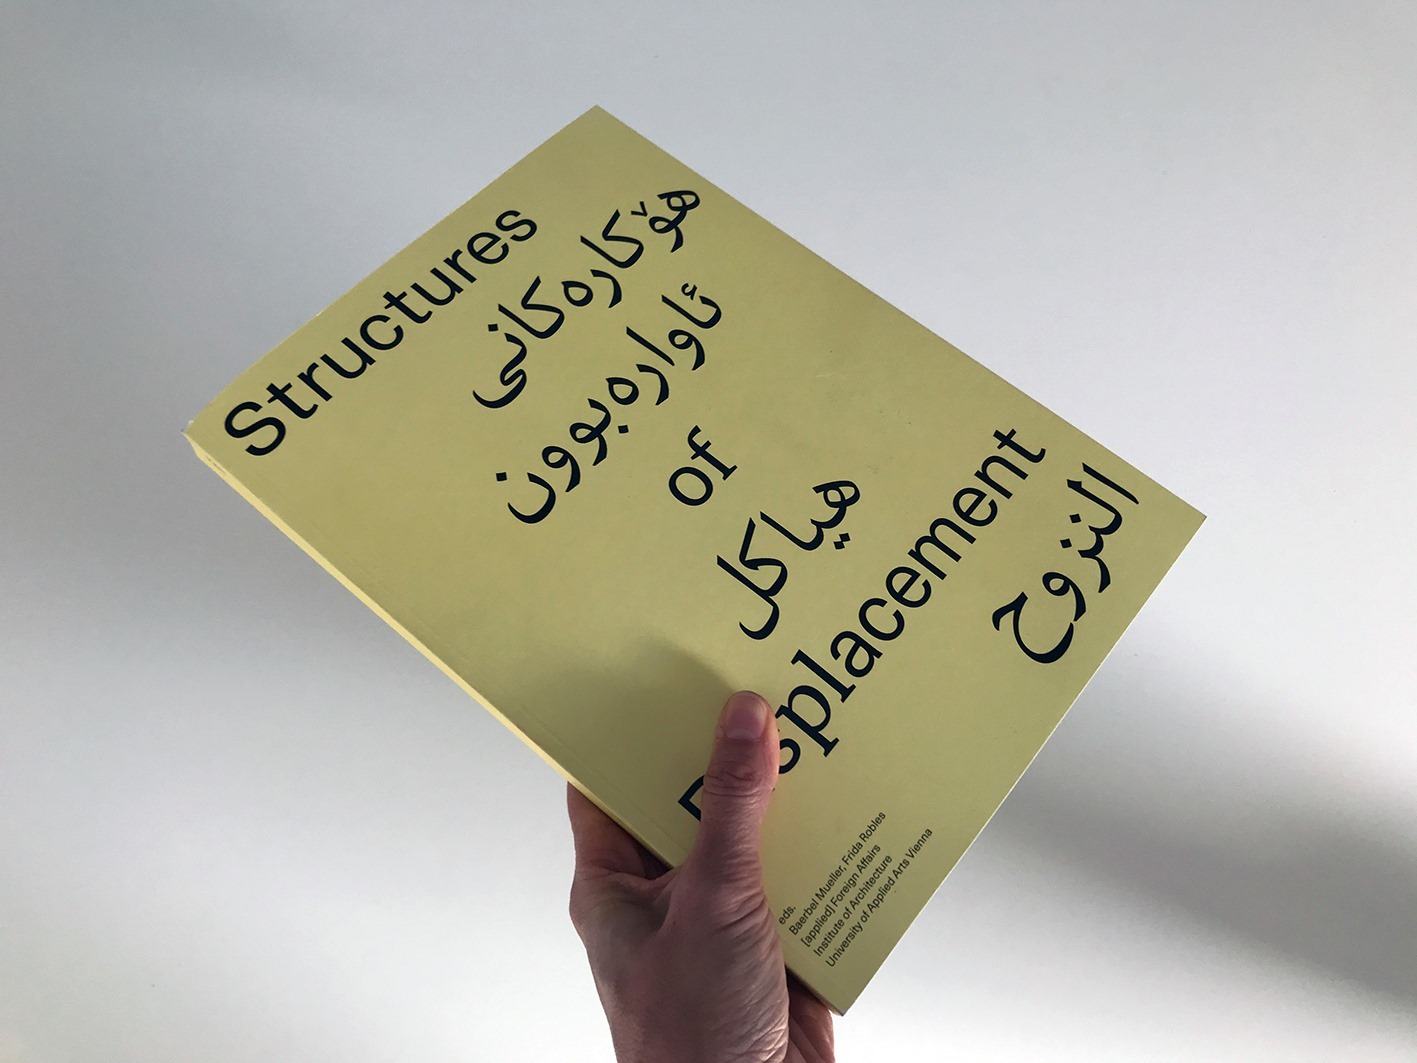 Structures
هۆکارەکانی
ئاوارەبوون
of
هياكل
Displacement
النزوح
eds.
Baerbel Mueller, Frida Robles
[applied] Foreign Affairs
Institute of Architecture
University of Applied Arts Vienna